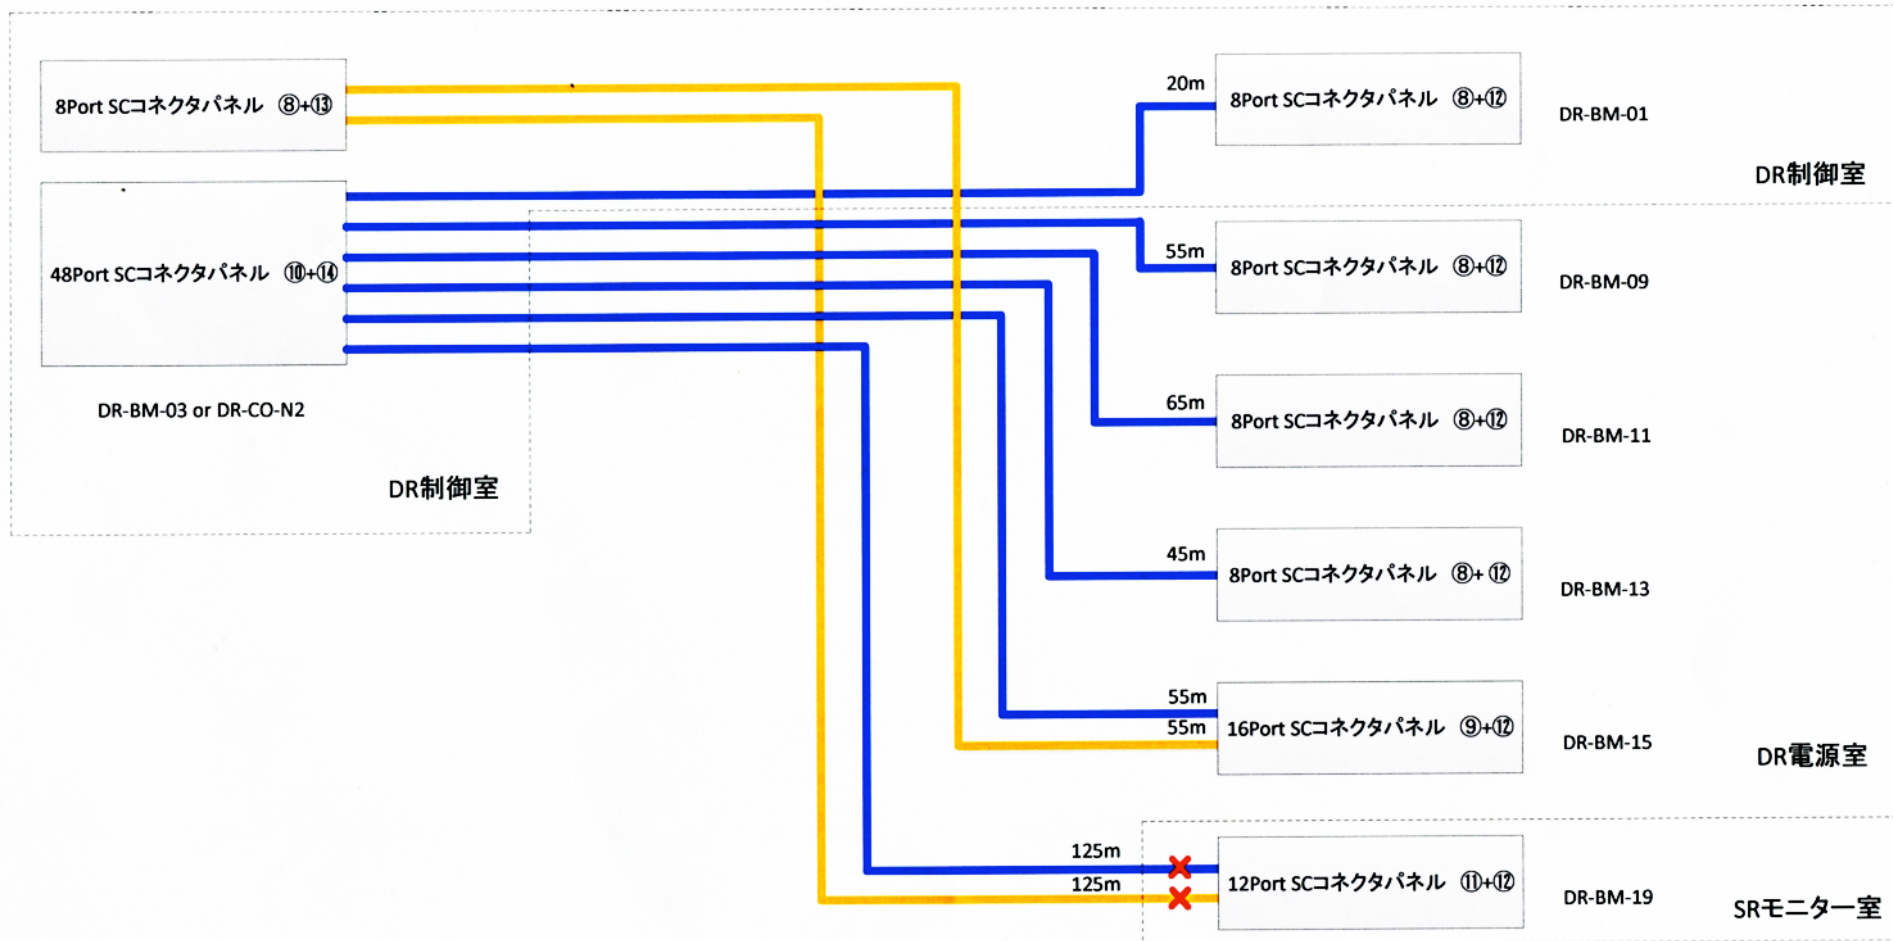 8Port SCコネクタパネル ⑧+⑬
20m
8Port SCコネクタパネル ⑧+⑫
DR-BM-01
DR制御室
48Port SCコネクタパネル ⑩+⑭
55m
8Port SCコネクタパネル ⑧+⑫
DR-BM-09
DR-BM-03 or DR-CO-N2
65m
8Port SCコネクタパネル ⑧+⑫
DR-BM-11
DR制御室
45m
8Port SCコネクタパネル ⑧+ ⑫
DR-BM-13
55m
55m
16Port SCコネクタパネル ⑨+⑫
DR-BM-15
DR電源室
125m
125m
12Port SCコネクタパネル ⑪+⑫
DR-BM-19
SRモニター室